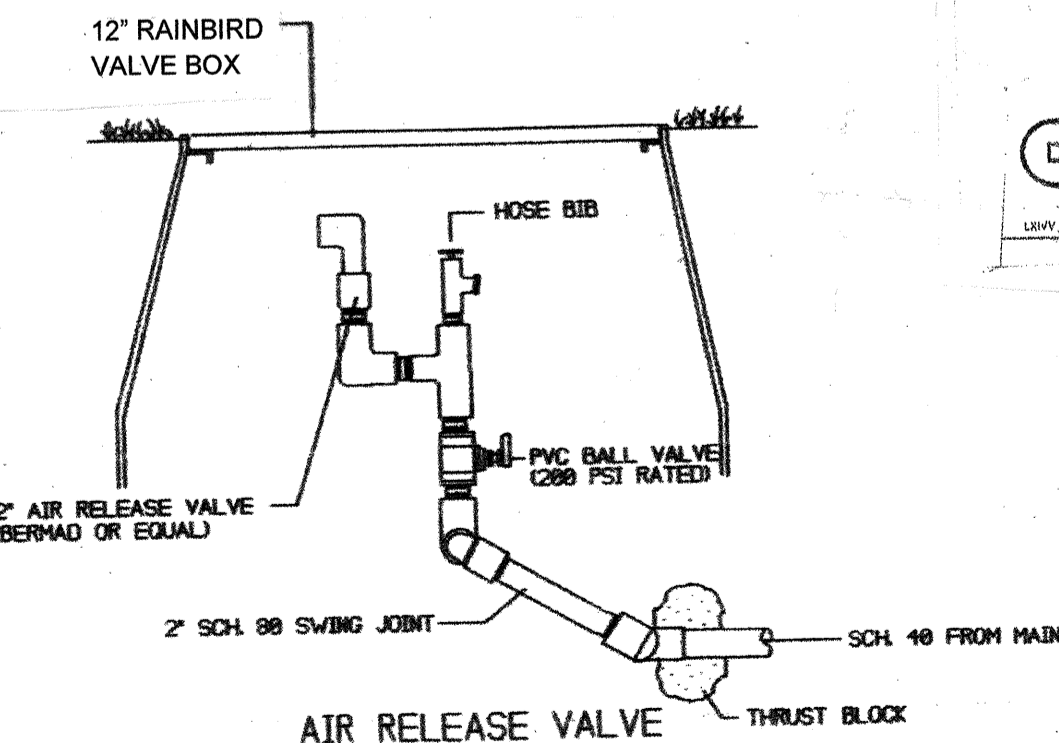 12” RAINBIRD
VALVE BOX
HOSE BIB
PVC BALL VALVE
(200 PSI RATED)
2" AIR RELEASE VALVE
BERMAD OR EQUAL)
2" SCH. 80 SWING JOINT
SCH. 40 FROM MAIN
THRUST BLOCK
AIR RELEASE VALVE